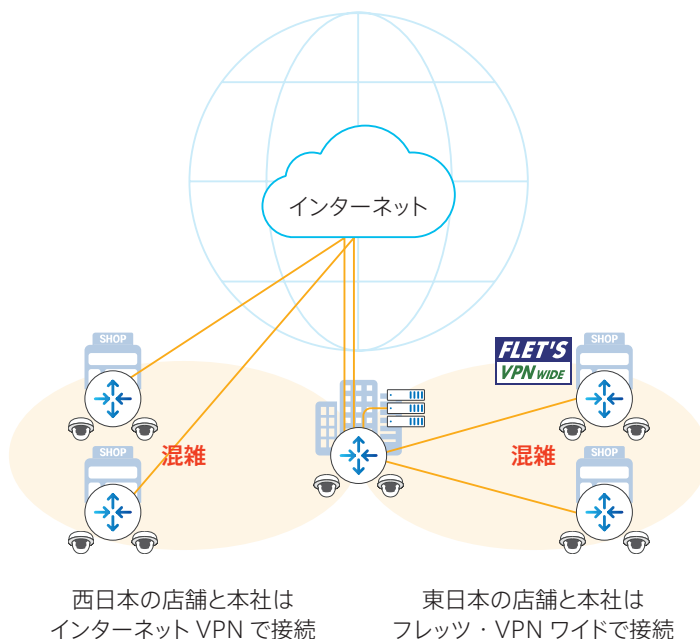 インターネット
SHOP
FLET'S
VPN WIDE
SHOP
混雑
混雑
SHOP
SHOP
西日本の店舗と本社は
インターネット VPN で接続
東日本の店舗と本社は
フレッツ・VPN ワイドで接続